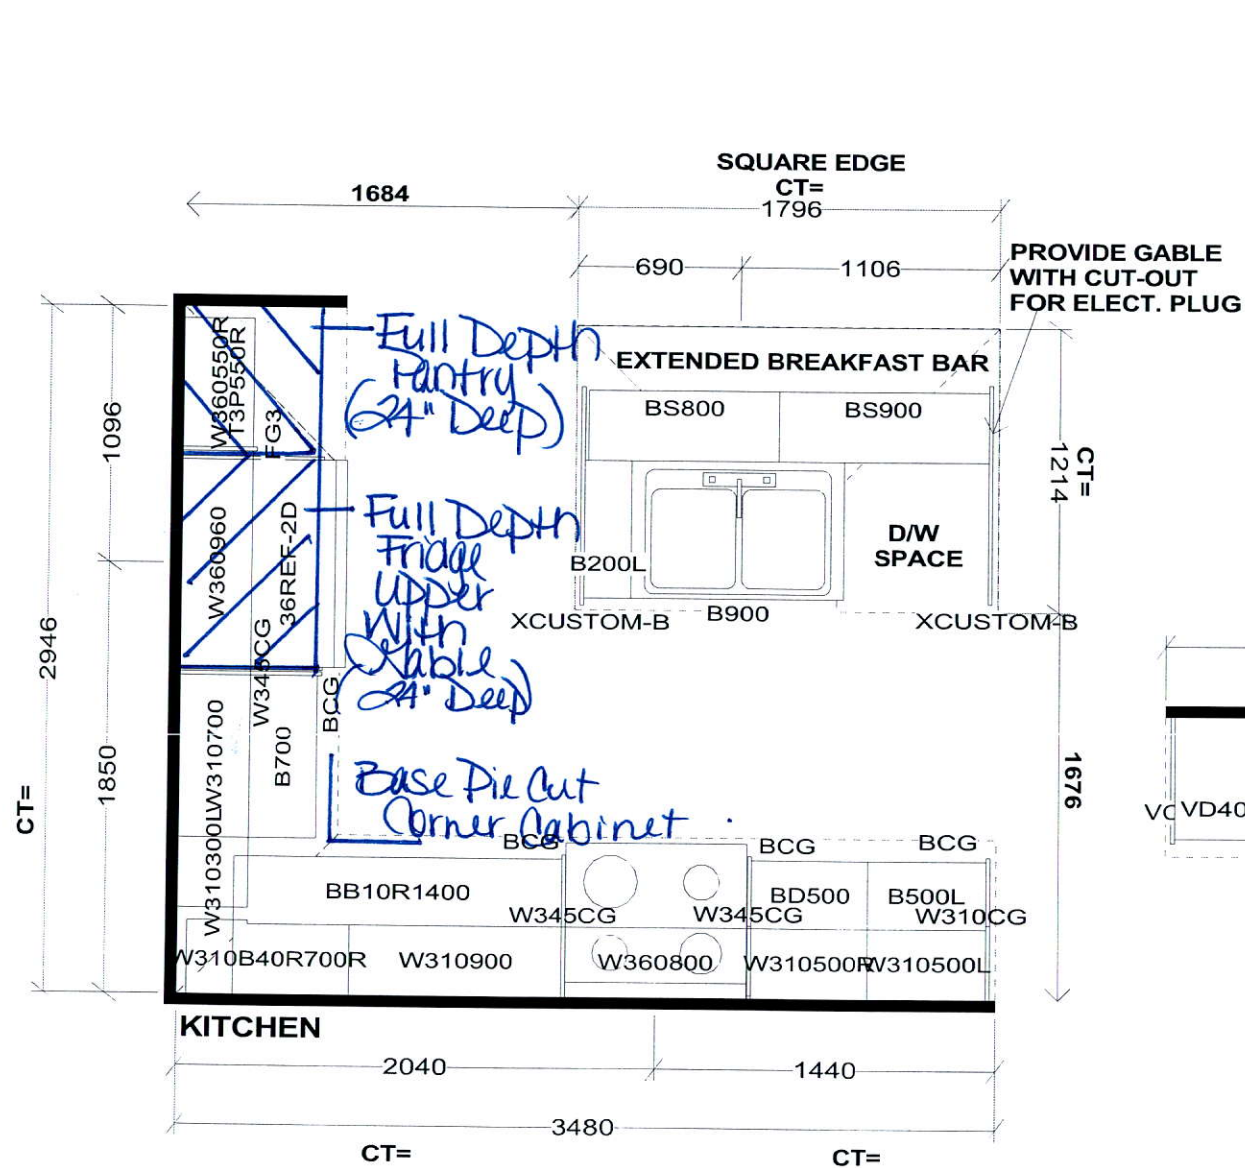 SQUARE EDGE
CT=
1684
1796
690
1106
PROVIDE GABLE
WITH CUT-OUT
FOR ELECT. PLUG
Full Depth
Pantry
(24" Deep)
W360550R
T3P550R
FG3
EXTENDED BREAKFAST BAR
BS800
BS900
1096
CT=
1214
W360960
36REF-2D
Full Depth
Fridge
Upper
With
Gable
(24" Deep)
D/W
SPACE
B200L
B900
XCUSTOM-B
XCUSTOM-B
2946
W345CG
BCG
W310700
B700
1850
CT=
1676
Base Pie Cut
Corner Cabinet
W310300L
BCG
BCG
BCG
VD40
BB10R1400
BD500
B500L
W345CG
W345CG
W310CG
W310B40R700R
W310900
W360800
W310500R
W310500L
KITCHEN
2040
1440
3480
CT=
CT=